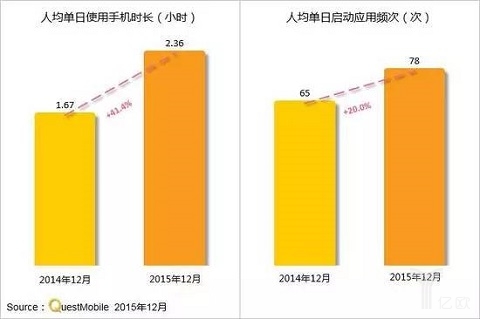 人均单日使用手机时长（小时）
2.36
1.67
+41.4%
2014年12月
2015年12月
人均单日启动应用频次（次）
78
65
+20.0%
2014年12月
2015年12月
Source：QuestMobile 2015年12月
亿欧